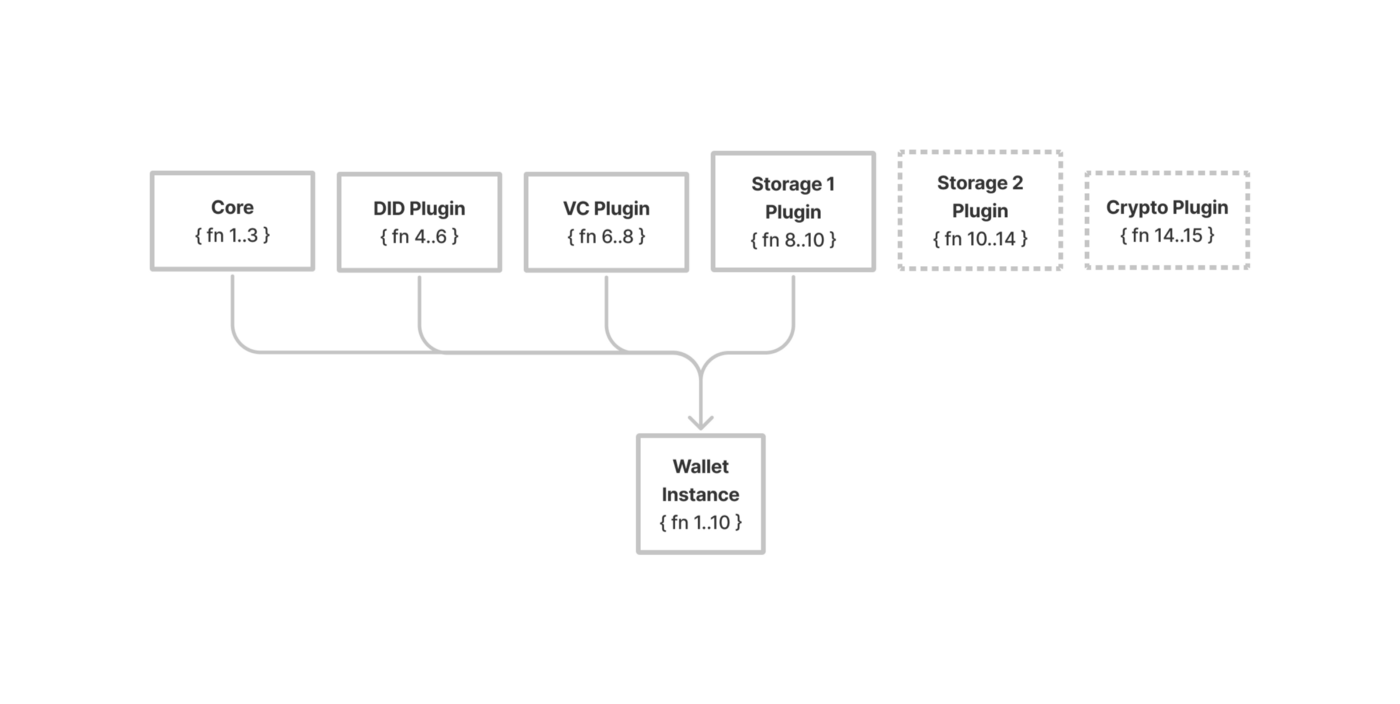 Core
{ fn 1..3 }
DID Plugin
{ fn 4..6 }
VC Plugin
{ fn 6..8 }
Storage 1
Plugin
{ fn 8..10 }
Storage 2
Plugin
{ fn 10..14 }
Crypto Plugin
{ fn 14..15 }
Wallet
Instance
{ fn 1..10 }